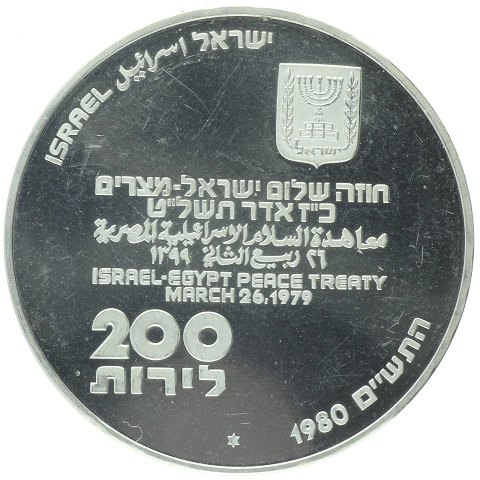 ישראל اسرائيل ISRAEL
ישראל
חוזה שלום ישראל-מצרים
כ״ז אדר תשל״ט
معاهدة السلام الاسرائيلية المصرية
٢٦ ربيع الثاني ١٣٩٩
ISRAEL-EGYPT PEACE TREATY
MARCH 26.1979
200
לירות
התש״ם 1980